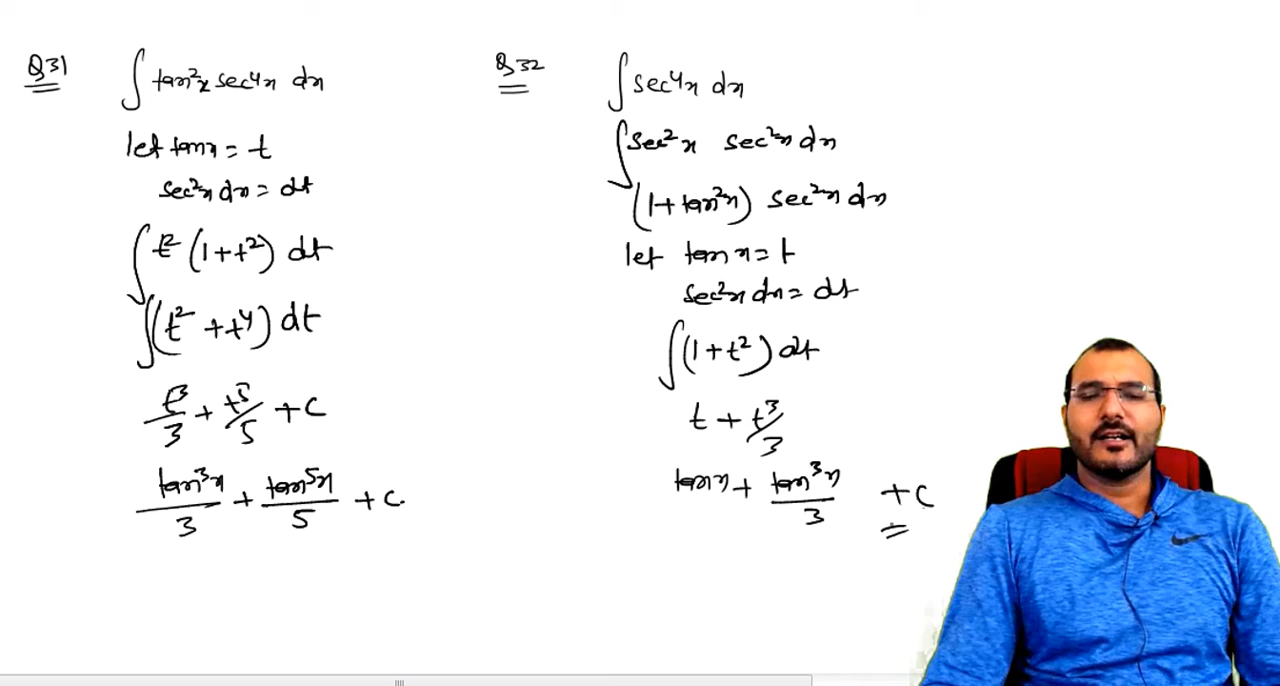 Q31
∫ tan²x sec⁴x dx
let tanx = t
sec²x dx = dt
∫ t² (1+t²) dt
∫(t² + t⁴) dt
t³/3 + t⁵/5 + C
tan³x/3 + tan⁵x/5 + C
Q32
∫ sec⁴x dx
∫ sec²x sec²x dx
(1 + tan²x) sec²x dx
let tan x = t
sec²x dx = dt
∫(1+t²) dt
t + t³/3
tanx + tan³x/3 + C